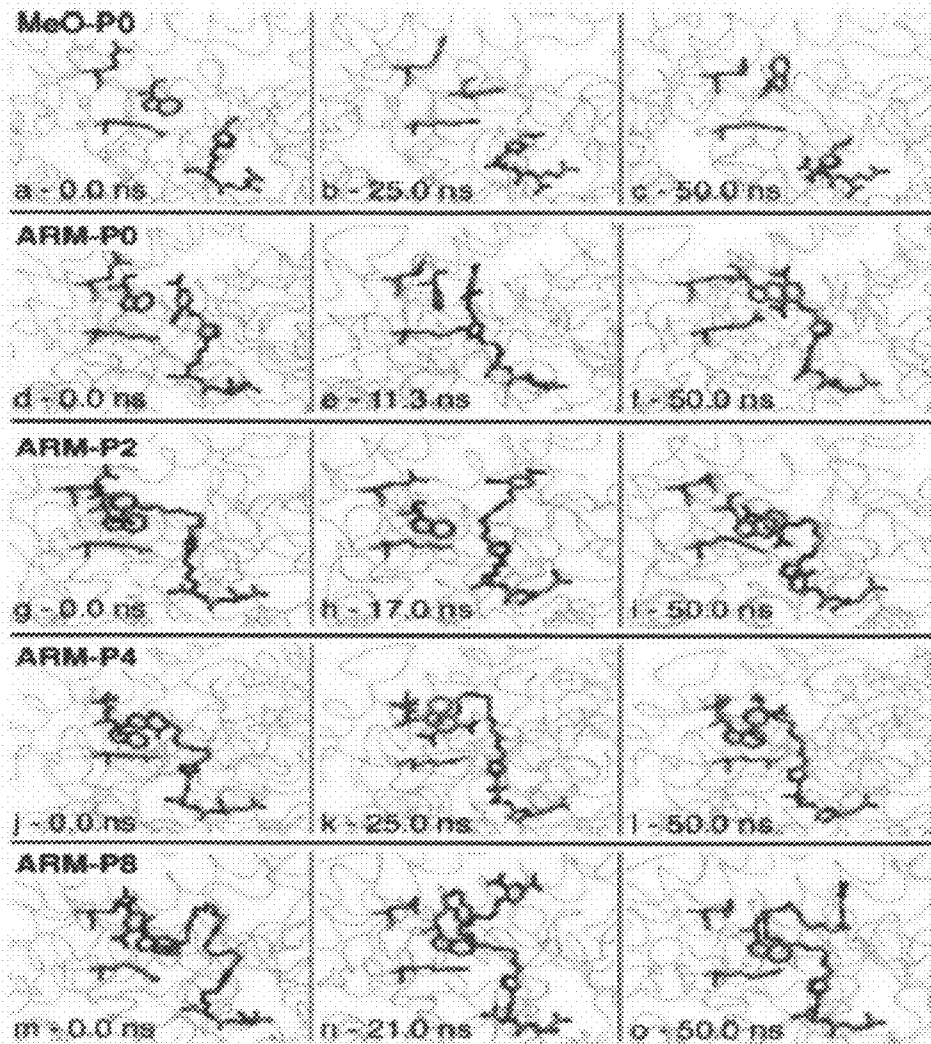 MeO-P0
a - 0.0 ns
b - 25.0 ns
c - 50.0 ns
ARM-P0
d - 0.0 ns
e - 11.3 ns
f - 50.0 ns
ARM-P2
g - 0.0 ns
h - 17.0 ns
i - 50.0 ns
ARM-P4
j - 0.0 ns
k - 25.0 ns
l - 50.0 ns
ARM-P8
m - 0.0 ns
n - 21.0 ns
o - 50.0 ns